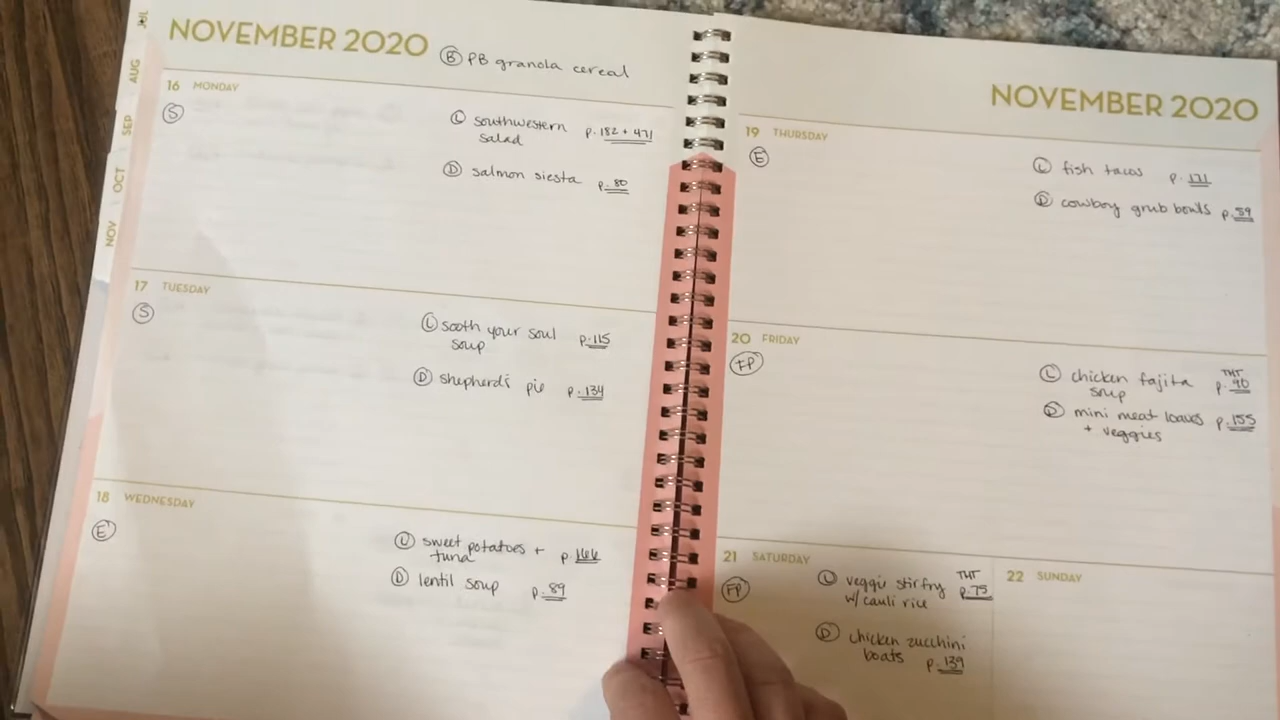 JUL
AUG
SEP
OCT
NOV
NOVEMBER 2020
B PB granola cereal
16 MONDAY
S
L southwestern p. 182 + 471
salad
D salmon siesta p. 80
17 TUESDAY
S
L sooth your soul p. 115
soup
D shepherd's pie p. 134
18 WEDNESDAY
E
L sweet potatoes + p. 166
tuna
D lentil soup p. 89
NOVEMBER 2020
19 THURSDAY
E
L fish tacos p. 171
D cowboy grub bowls p. 59
20 FRIDAY
FP
L chicken fajita THT
soup p. 90
D mini meat loaves p. 155
+ veggies
21 SATURDAY
FP
L veggie stirfry THT
w/ cauli rice p. 75
D chicken zucchini
boats p. 139
22 SUNDAY